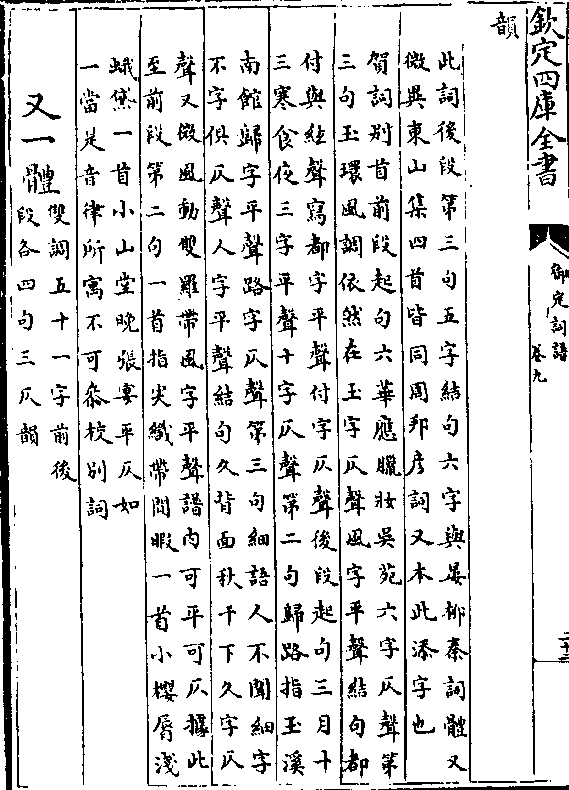 欽定四庫全書
御定詞譜
卷九
二十二
韻
此詞後段第三句五字結句六字與晏柳秦詞體又
微異東山集四首皆同周邦彦詞又本此添字也
賀詞別首前段起句六華應臘妝吳苑六字仄聲第
三句玉環風調依然在玉字仄聲風字平聲結句都
付與絃聲寫都字平聲付字仄聲後段起句三月十
三寒食夜三字平聲十字仄聲第二句歸路指玉溪
南館歸字平聲路字仄聲第三句細語人不聞細字
不字俱仄聲人字平聲結句久背面秋千下久字仄
聲又微風動雙羅帶風字平聲譜內可平可仄據此
至前段第二句一首指尖纖帶閒暇一首小櫻脣淺
蛾黛一首小山堂晚張宴平仄如
一當是音律所寓不可叅校別詞
又一體
雙調五十一字前後
段各四句三仄韻